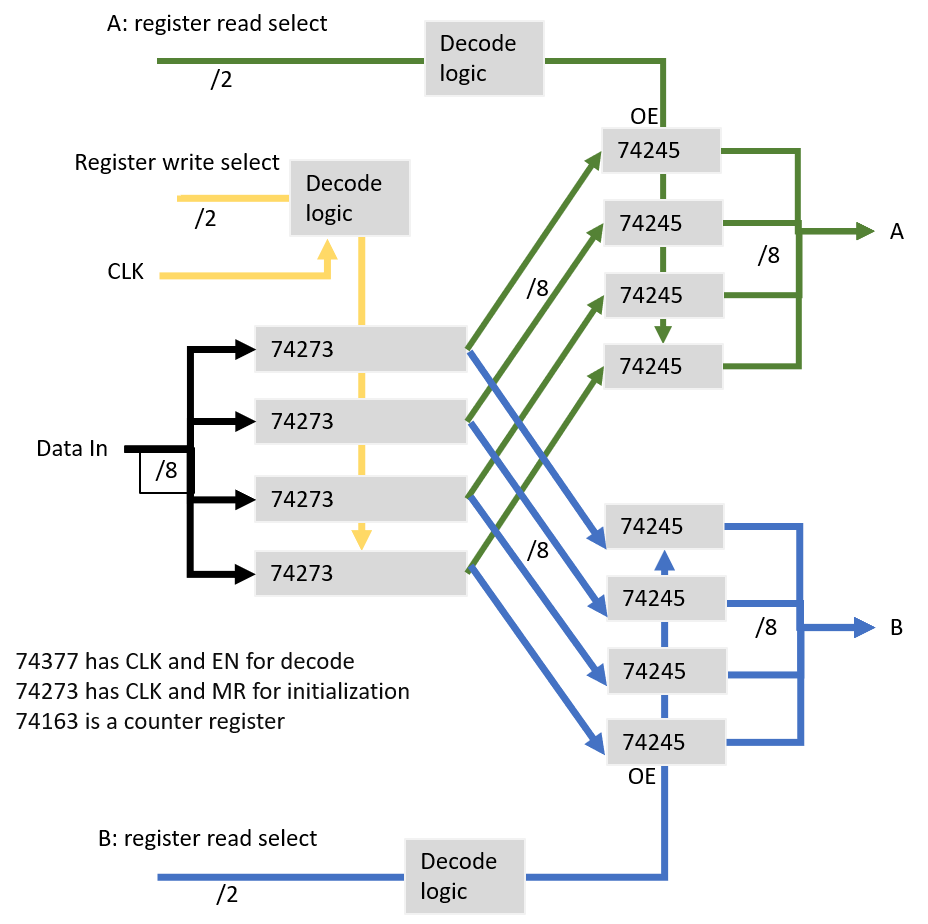 A: register read select
/2
Decode
logic
OE
74245
74245
74245
74245
/8
A
Register write select
/2
Decode
logic
CLK
/8
74273
74273
74273
74273
Data In
/8
/8
74245
74245
74245
74245
OE
/8
B
74377 has CLK and EN for decode
74273 has CLK and MR for initialization
74163 is a counter register
B: register read select
/2
Decode
logic